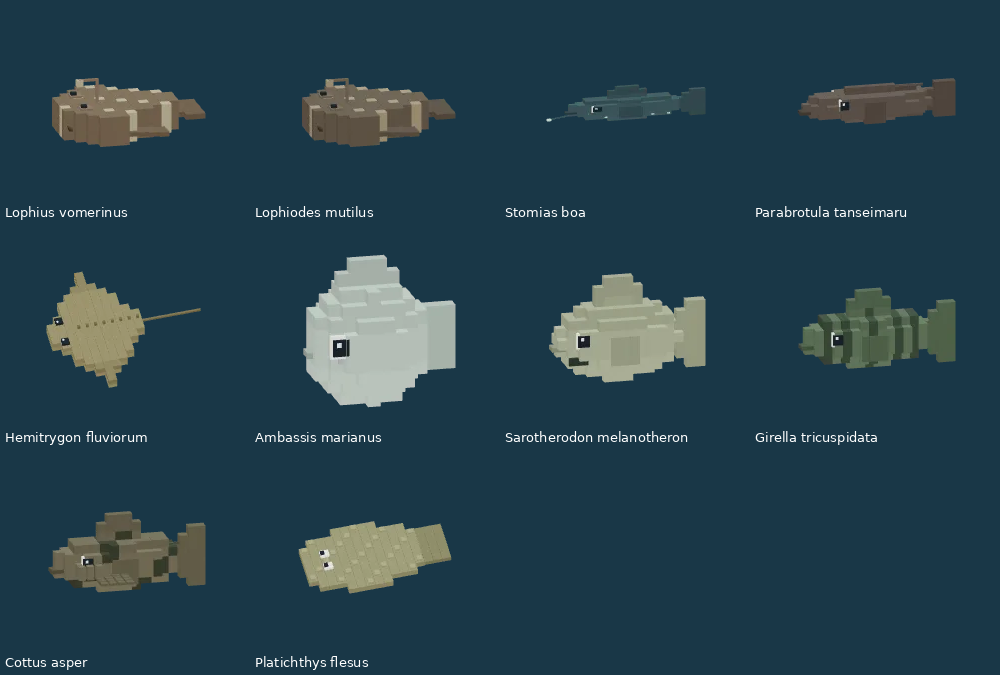 Lophius vomerinus
Lophiodes mutilus
Stomias boa
Parabrotula tanseimaru
Hemitrygon fluviorum
Ambassis marianus
Sarotherodon melanotheron
Girella tricuspidata
Cottus asper
Platichthys flesus